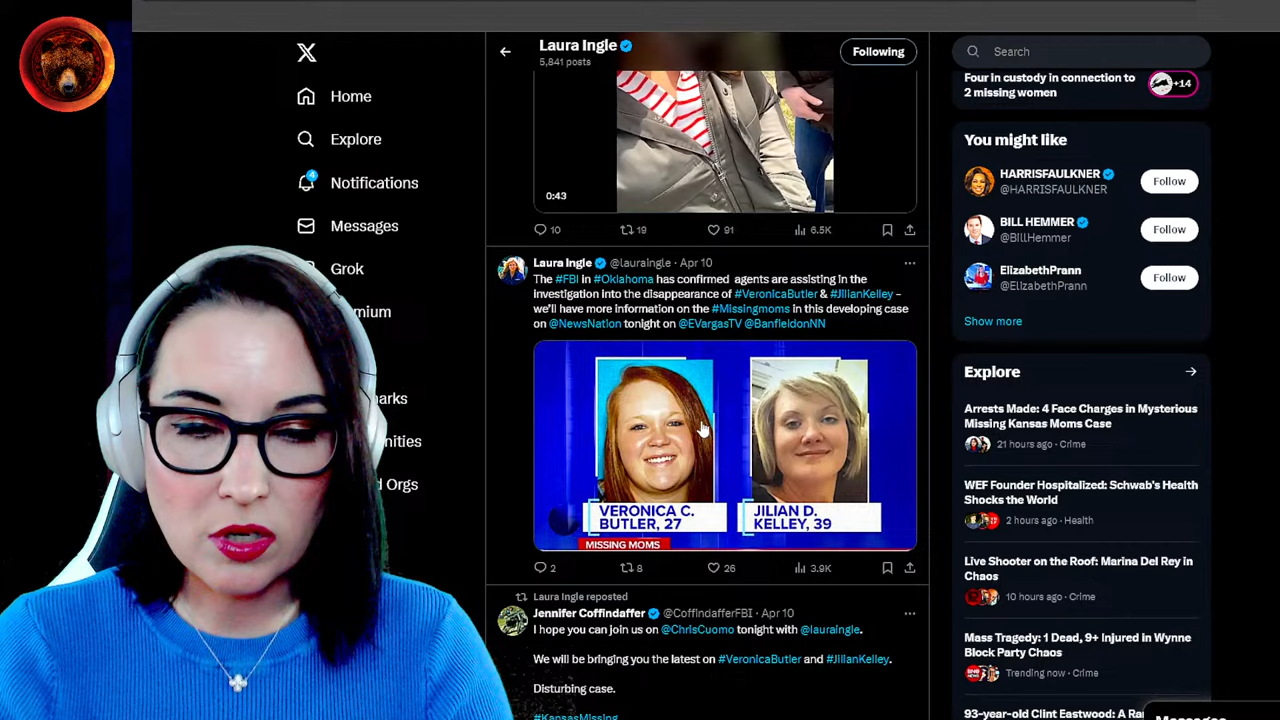 Home
Explore
4
Notifications
Messages
Grok
Laura Ingle
5,841 posts
Following
0:43
10
19
91
6.5K
Laura Ingle @lauraingle · Apr 10
The #FBI in #Oklahoma has confirmed agents are assisting in the
investigation into the disappearance of #VeronicaButler & #JilianKelley –
we'll have more information on the #Missingmoms in this developing case
on @NewsNation tonight on @EVargasTV @BanfieldonNN
VERONICA C.
BUTLER, 27
JILIAN D.
KELLEY, 39
MISSING MOMS
2
8
26
3.9K
Laura Ingle reposted
Jennifer Coffindaffer @CoffindafferFBI · Apr 10
I hope you can join us on @ChrisCuomo tonight with @lauraingle.
We will be bringing you the latest on #VeronicaButler and #JilianKelley.
Disturbing case.
#KansasMissing
Search
Four in custody in connection to
2 missing women
+14
You might like
HARRISFAULKNER
@HARRISFAULKNER
Follow
BILL HEMMER
@BillHemmer
Follow
ElizabethPrann
@ElizabethPrann
Follow
Show more
Explore
Arrests Made: 4 Face Charges in Mysterious
Missing Kansas Moms Case
21 hours ago · Crime
WEF Founder Hospitalized: Schwab's Health
Shocks the World
2 hours ago · Health
Live Shooter on the Roof: Marina Del Rey in
Chaos
10 hours ago · Crime
Mass Tragedy: 1 Dead, 9+ Injured in Wynne
Block Party Chaos
Trending now · Crime
93-year-old Clint Eastwood: A
Messages